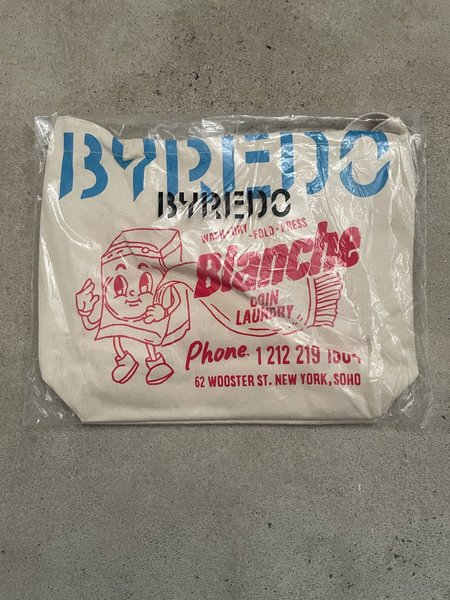 BYREDO
BYREDO
WASH - DRY - FOLD - PRESS
Blanche
COIN
LAUNDRY
Phone. 1 212 219 1504
62 WOOSTER ST. NEW YORK, SOHO